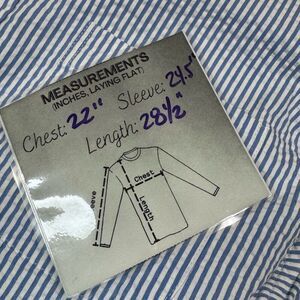 MEASUREMENTS
(INCHES, LAYING FLAT)
Chest: 22" Sleeve: 24.5"
Length: 28½"
Chest
Sleeve
Length